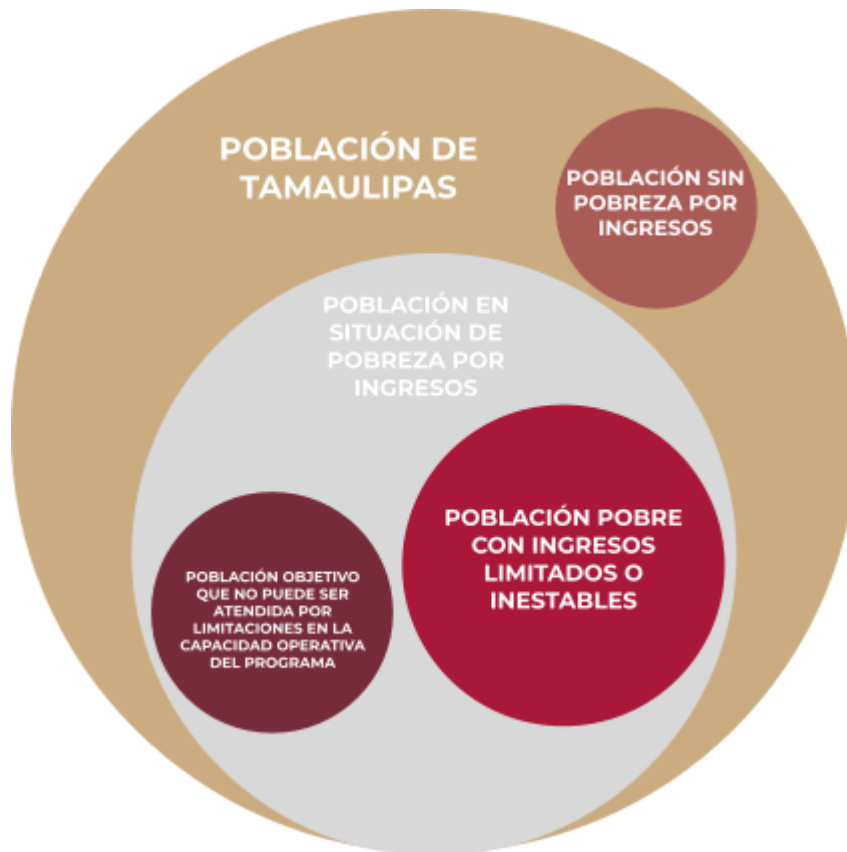 POBLACIÓN DE
TAMAULIPAS
POBLACIÓN SIN
POBREZA POR
INGRESOS
POBLACIÓN EN
SITUACIÓN DE
POBREZA POR
INGRESOS
POBLACIÓN POBRE
CON INGRESOS
LIMITADOS O
INESTABLES
POBLACIÓN OBJETIVO
QUE NO PUEDE SER
ATENDIDA POR
LIMITACIONES EN LA
CAPACIDAD OPERATIVA
DEL PROGRAMA